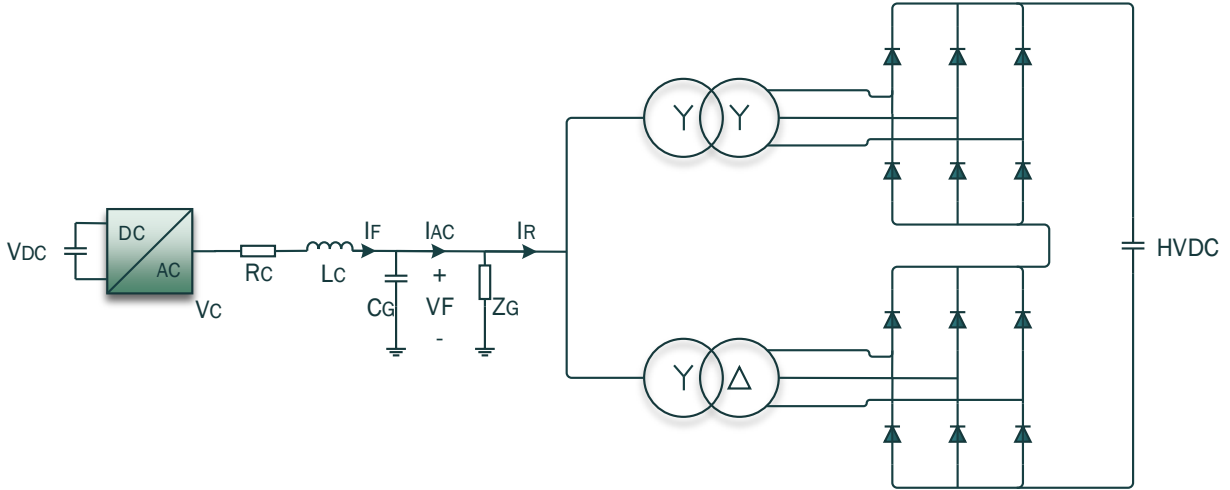 Y Y
VDC
DC
AC
VC
RC
LC
IF
IAC
IR
CG
+
VF
-
ZG
HVDC
Y Δ